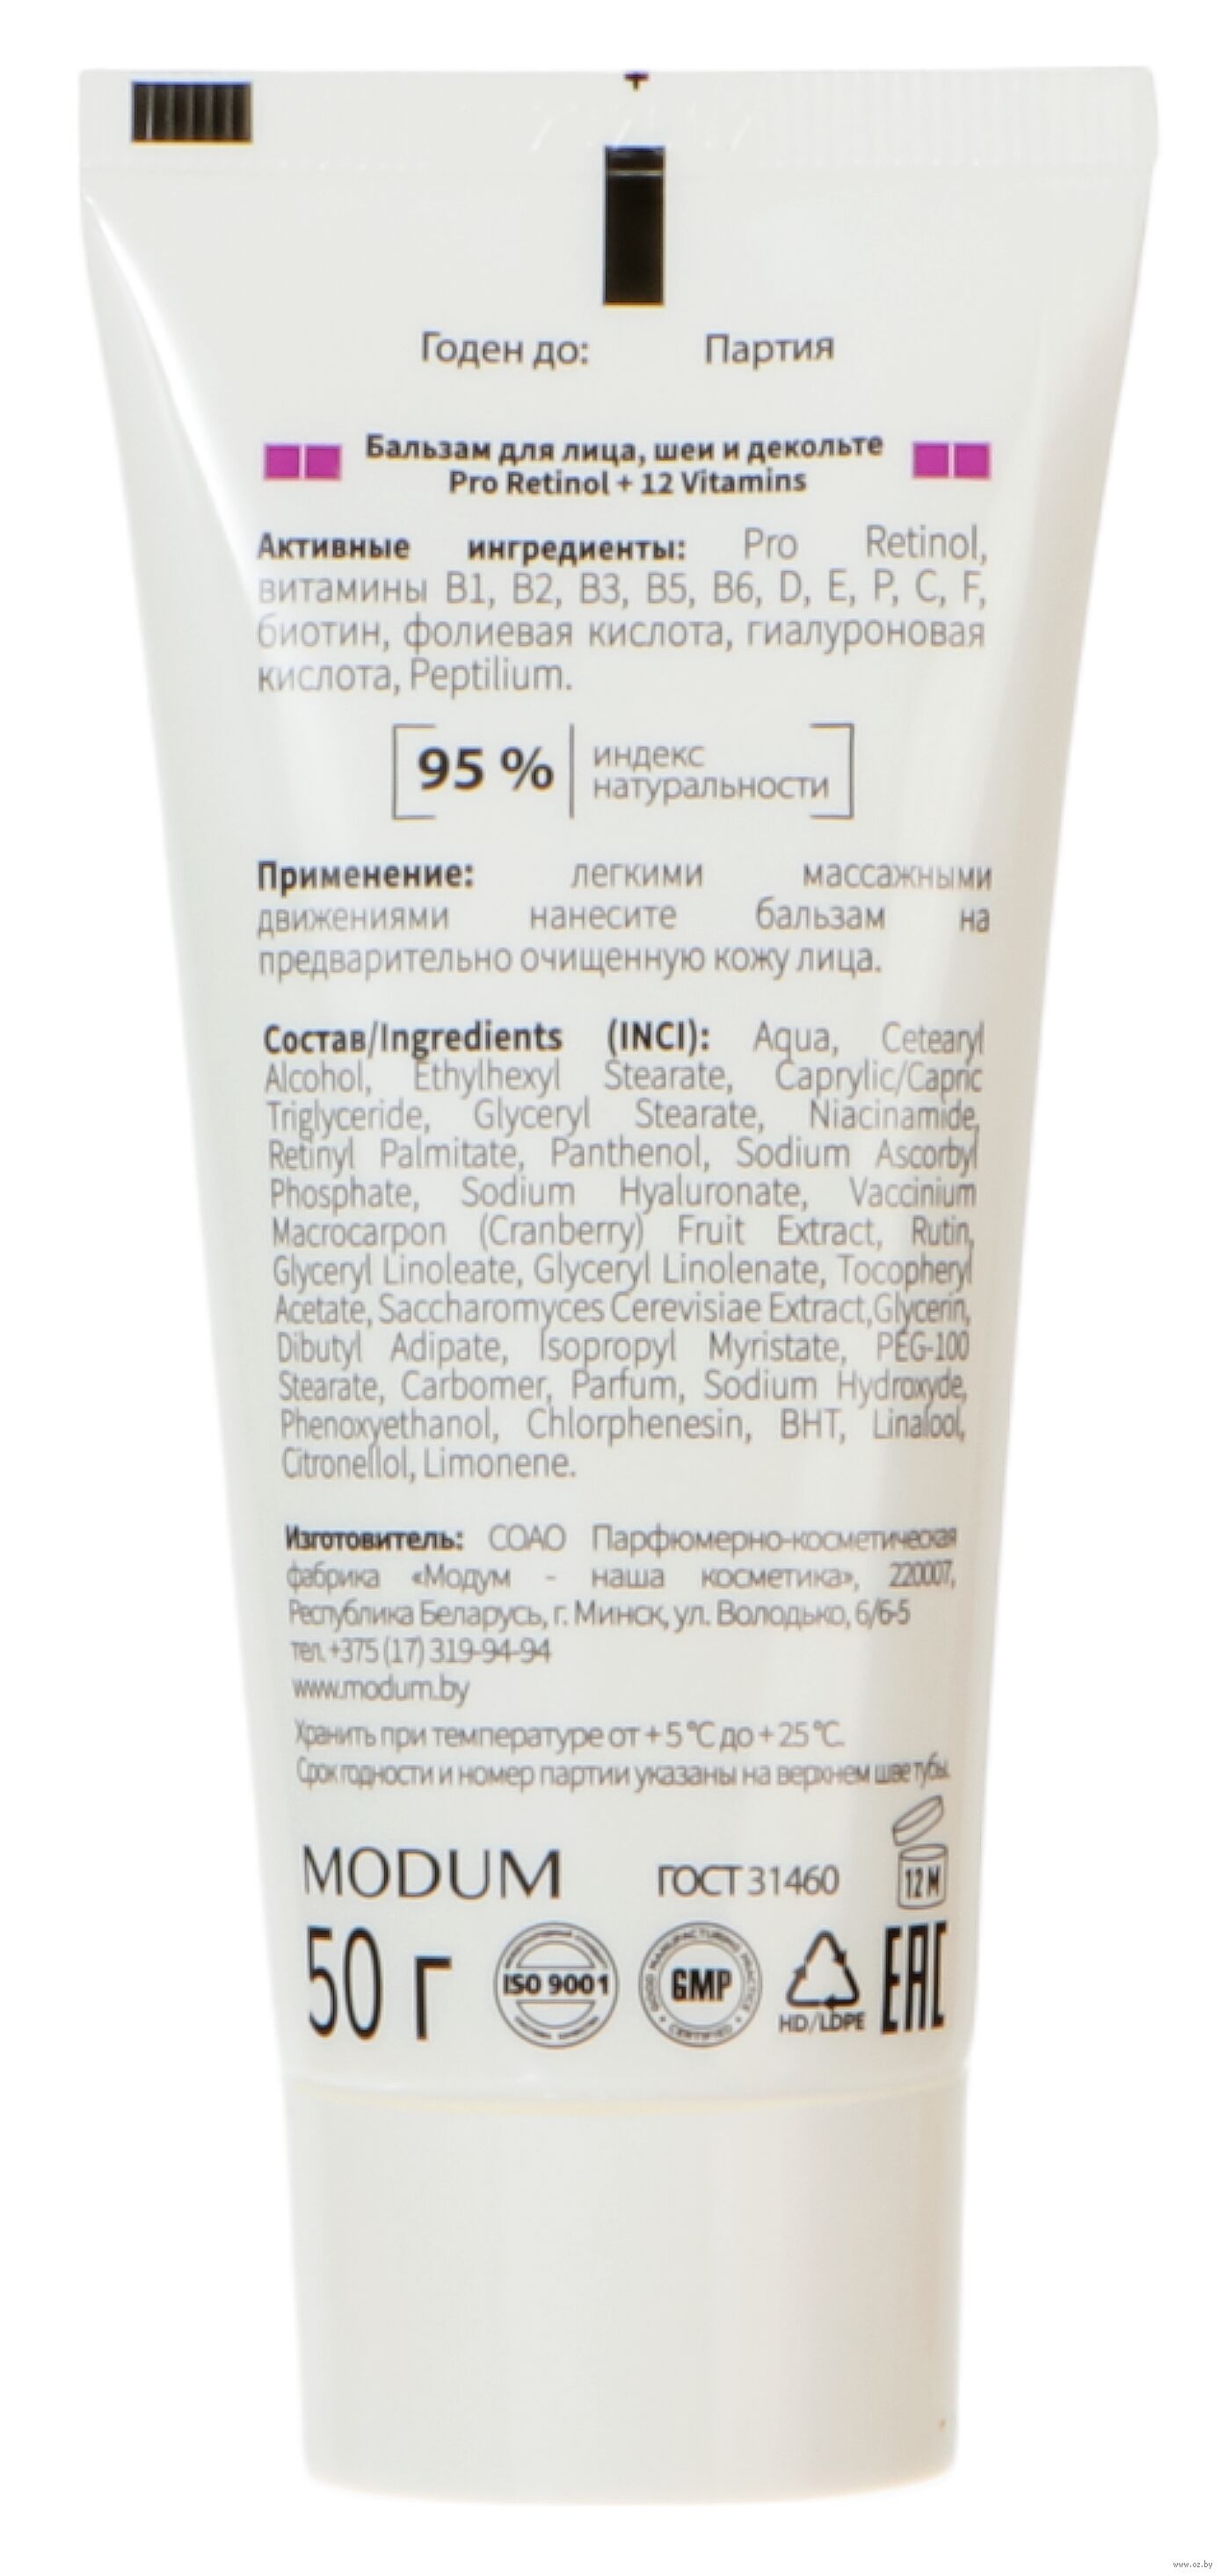 Годен до: Партия
Бальзам для лица, шеи и декольте
Pro Retinol + 12 Vitamins
Активные ингредиенты: Pro Retinol,
витамины B1, B2, B3, B5, B6, D, E, P, C, F,
биотин, фолиевая кислота, гиалуроновая
кислота, Peptilium.
95 % индекс
натуральности
Применение: легкими массажными
движениями нанесите бальзам на
предварительно очищенную кожу лица.
Состав/Ingredients (INCI): Aqua, Cetearyl
Alcohol, Ethylhexyl Stearate, Caprylic/Capric
Triglyceride, Glyceryl Stearate, Niacinamide,
Retinyl Palmitate, Panthenol, Sodium Ascorbyl
Phosphate, Sodium Hyaluronate, Vaccinium
Macrocarpon (Cranberry) Fruit Extract, Rutin,
Glyceryl Linoleate, Glyceryl Linolenate, Tocopheryl
Acetate, Saccharomyces Cerevisiae Extract,Glycerin,
Dibutyl Adipate, Isopropyl Myristate, PEG-100
Stearate, Carbomer, Parfum, Sodium Hydroxyde,
Phenoxyethanol, Chlorphenesin, BHT, Linalool,
Citronellol, Limonene.
Изготовитель: СОАО Парфюмерно-косметическая
фабрика «Модум - наша косметика», 220007,
Республика Беларусь, г. Минск, ул. Володько, 6/6-5
тел. +375 (17) 319-94-94
www.modum.by
Хранить при температуре от + 5 °C до + 25 °C.
Срок годности и номер партии указаны на верхнем шве тубы.
MODUM ГОСТ 31460 12 M
50 г ISO 9001 GOOD MANUFACTURING PRACTICE GMP CERTIFIED HD/LDPE EAC
www.oz.by